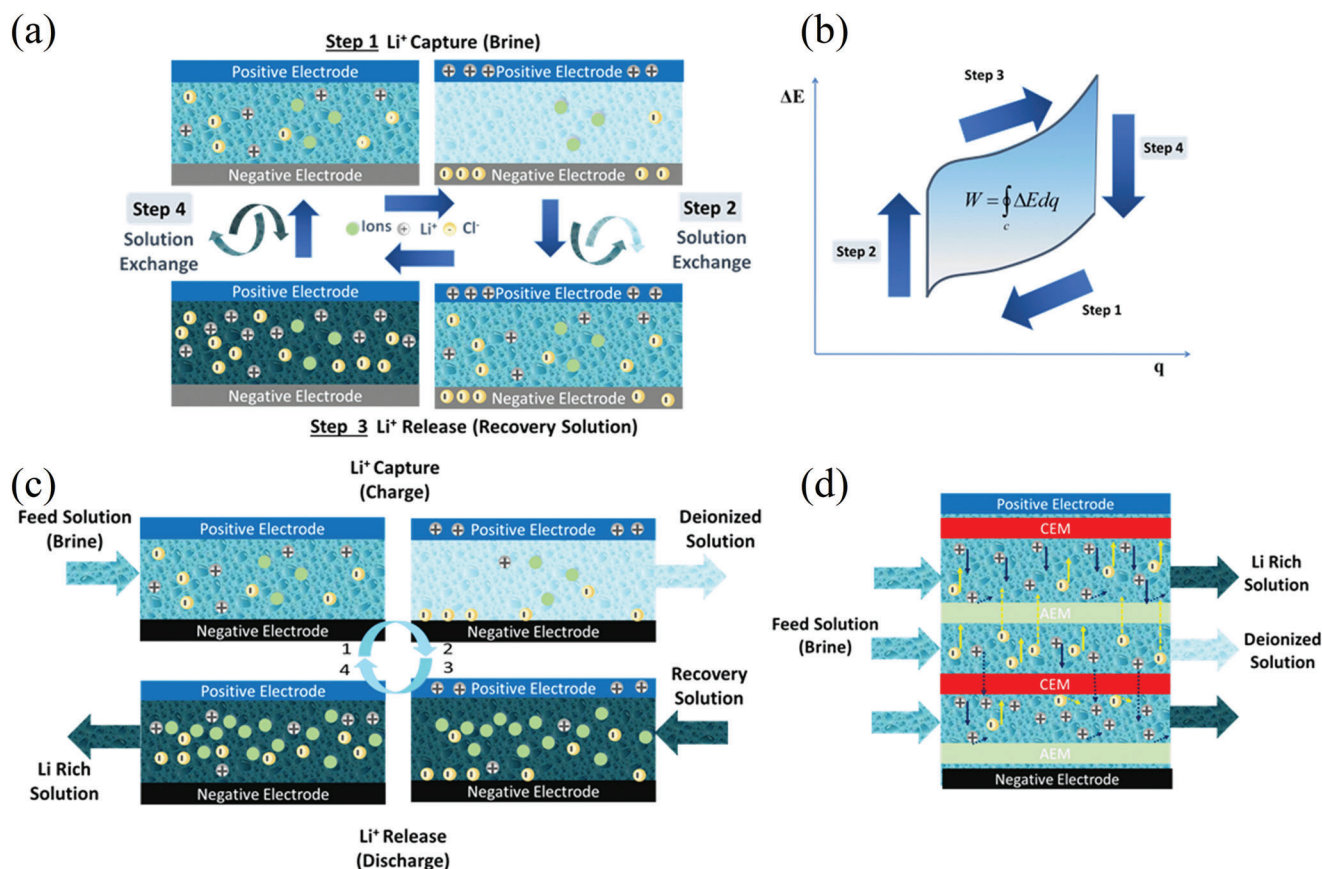 (a)
Step 1 Li⁺ Capture (Brine)
Positive Electrode
Positive Electrode
Negative Electrode
Negative Electrode
Step 4
Solution
Exchange
Ions Li⁺ Cl⁻
Step 2
Solution
Exchange
Positive Electrode
Positive Electrode
Negative Electrode
Negative Electrode
Step 3 Li⁺ Release (Recovery Solution)
(b)
ΔE
Step 3
Step 4
W = ∮ ΔEdq
c
Step 2
Step 1
q
(c)
Li⁺ Capture
(Charge)
Feed Solution
(Brine)
Positive Electrode
Positive Electrode
Deionized
Solution
Negative Electrode
Negative Electrode
1 2
4 3
Positive Electrode
Positive Electrode
Recovery
Solution
Li Rich
Solution
Negative Electrode
Negative Electrode
Li⁺ Release
(Discharge)
(d)
Positive Electrode
CEM
Li Rich
Solution
AEM
Feed Solution
(Brine)
Deionized
Solution
CEM
AEM
Negative Electrode